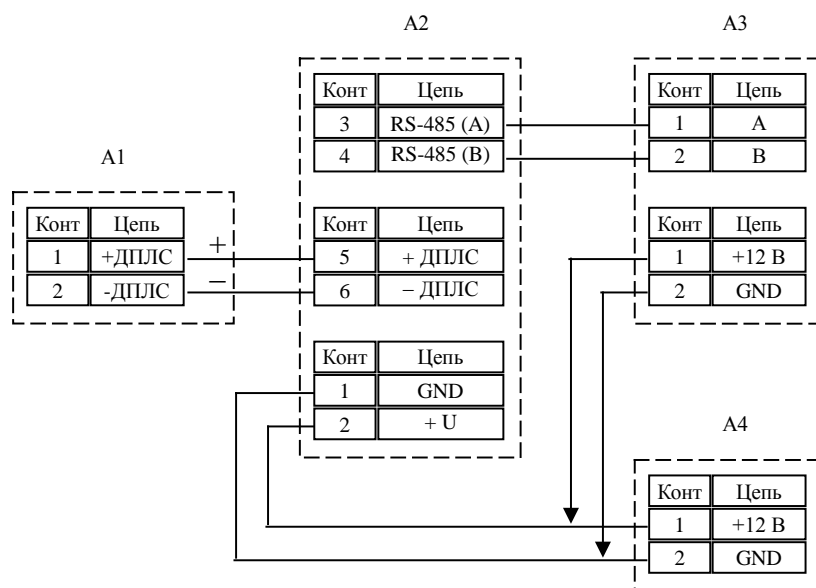 A2
A3
Конт Цепь
3 RS-485 (A)
4 RS-485 (B)
Конт Цепь
1 A
2 B
A1
Конт Цепь
1 +ДПЛС +
2 -ДПЛС –
Конт Цепь
5 + ДПЛС
6 – ДПЛС
Конт Цепь
1 +12 В
2 GND
Конт Цепь
1 GND
2 + U
A4
Конт Цепь
1 +12 В
2 GND